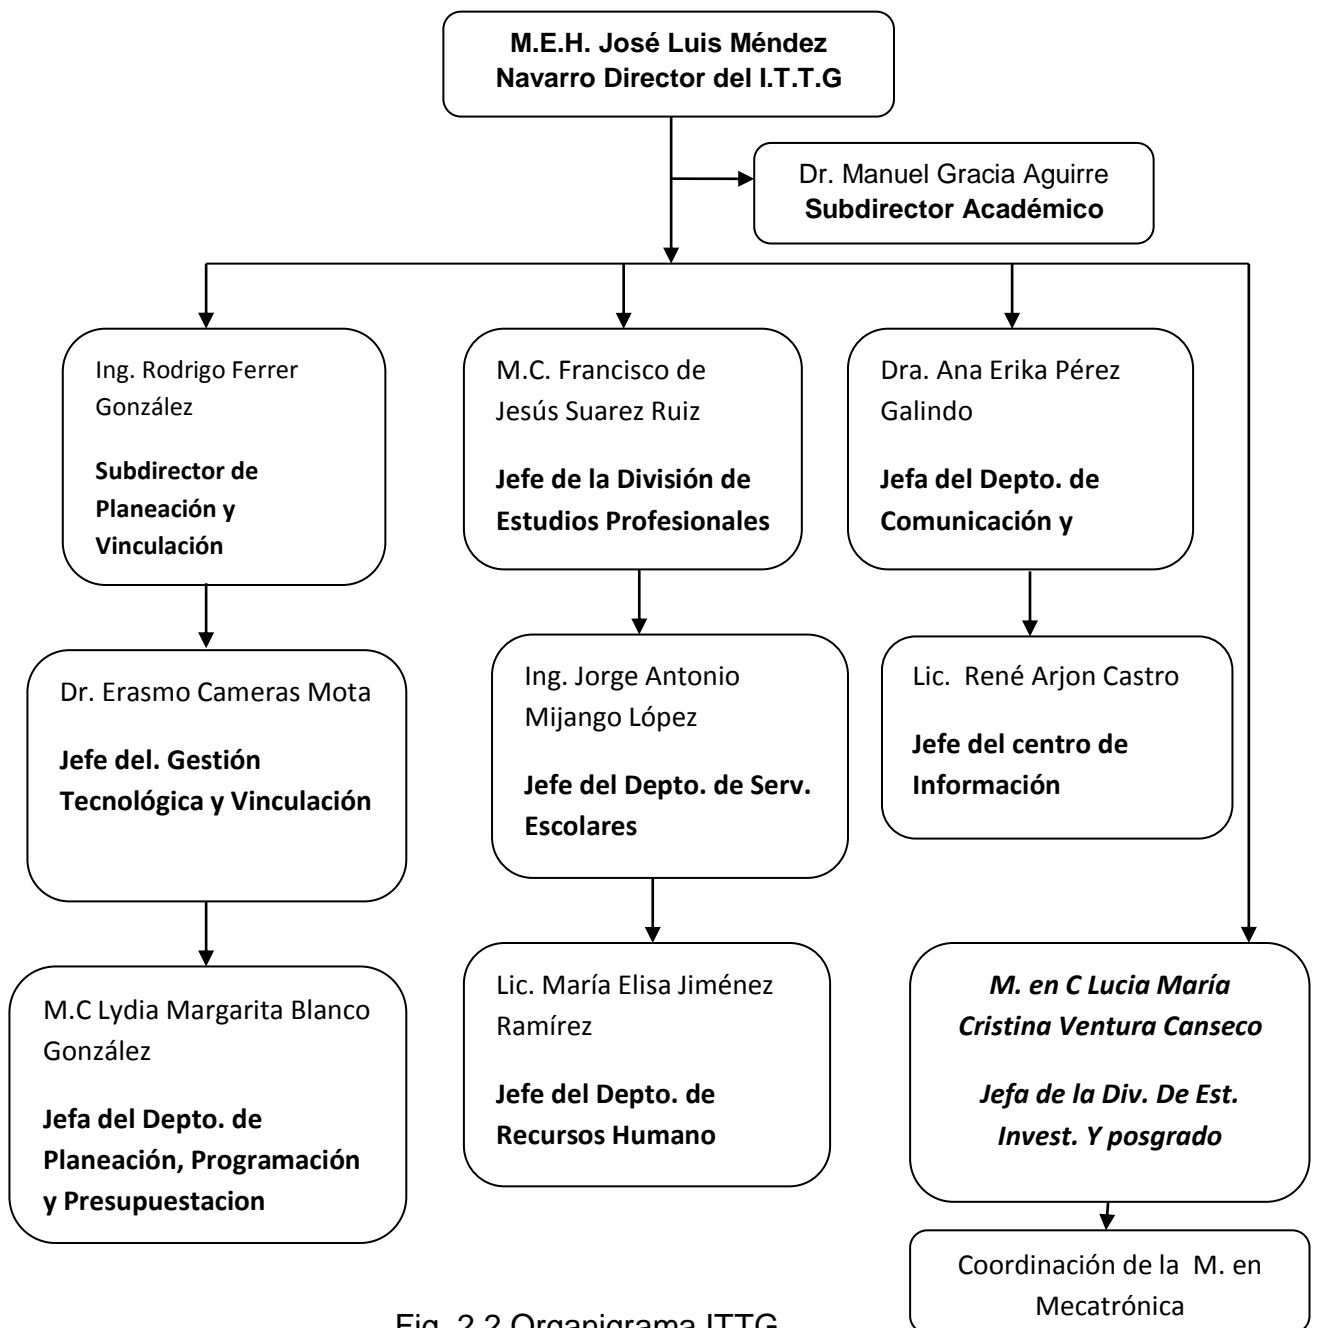 M.E.H. José Luis Méndez
Navarro Director del I.T.T.G
Dr. Manuel Gracia Aguirre
Subdirector Académico
Ing. Rodrigo Ferrer
González
Subdirector de
Planeación y
Vinculación
M.C. Francisco de
Jesús Suarez Ruiz
Jefe de la División de
Estudios Profesionales
Dra. Ana Erika Pérez
Galindo
Jefa del Depto. de
Comunicación y
Dr. Erasmo Cameras Mota
Jefe del. Gestión
Tecnológica y Vinculación
Ing. Jorge Antonio
Mijango López
Jefe del Depto. de Serv.
Escolares
Lic. René Arjon Castro
Jefe del centro de
Información
M.C Lydia Margarita Blanco
González
Jefa del Depto. de
Planeación, Programación
y Presupuestacion
Lic. María Elisa Jiménez
Ramírez
Jefe del Depto. de
Recursos Humano
M. en C Lucia María
Cristina Ventura Canseco
Jefa de la Div. De Est.
Invest. Y posgrado
Coordinación de la M. en
Mecatrónica
Fig. 2.2 Organigrama ITTG